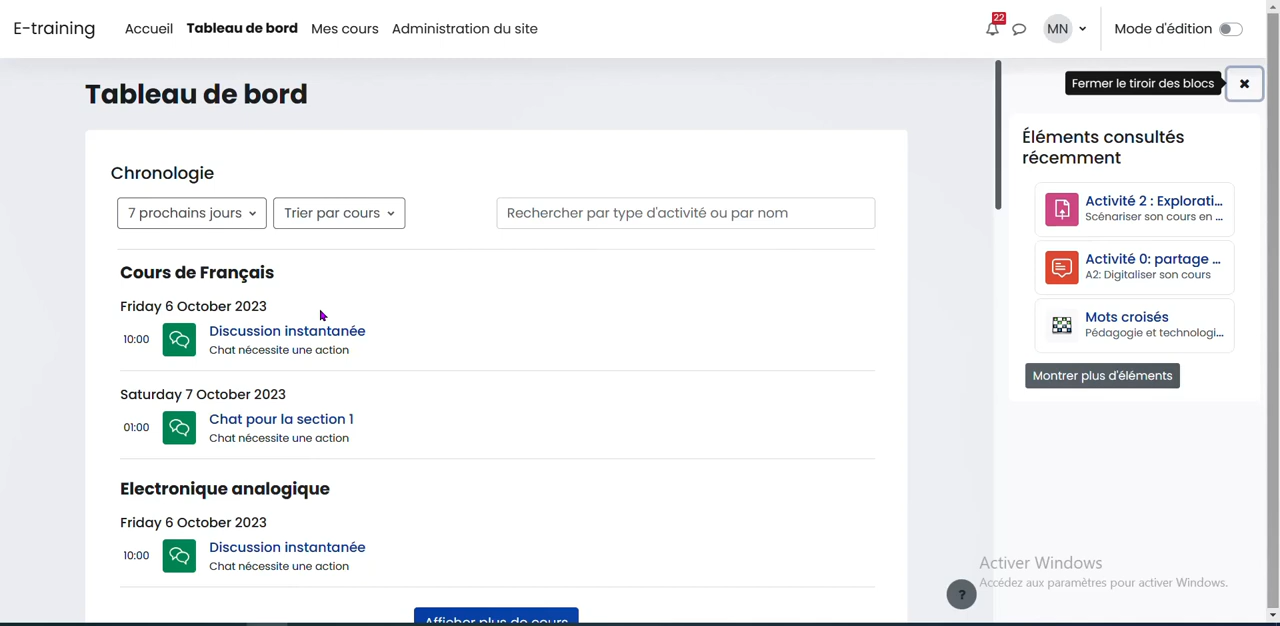 E-training Accueil Tableau de bord Mes cours Administration du site 22 MN Mode d'édition
Tableau de bord
Fermer le tiroir des blocs
Chronologie
7 prochains jours Trier par cours Rechercher par type d'activité ou par nom
Cours de Français
Friday 6 October 2023
10:00 Discussion instantanée
Chat nécessite une action
Saturday 7 October 2023
01:00 Chat pour la section 1
Chat nécessite une action
Electronique analogique
Friday 6 October 2023
10:00 Discussion instantanée
Chat nécessite une action
Afficher plus de cours
Éléments consultés
récemment
Activité 2 : Explorati...
Scénariser son cours en ...
Activité 0: partage ...
A2: Digitaliser son cours
Mots croisés
Pédagogie et technologi...
Montrer plus d'éléments
Activer Windows
Accédez aux paramètres pour activer Windows.
?